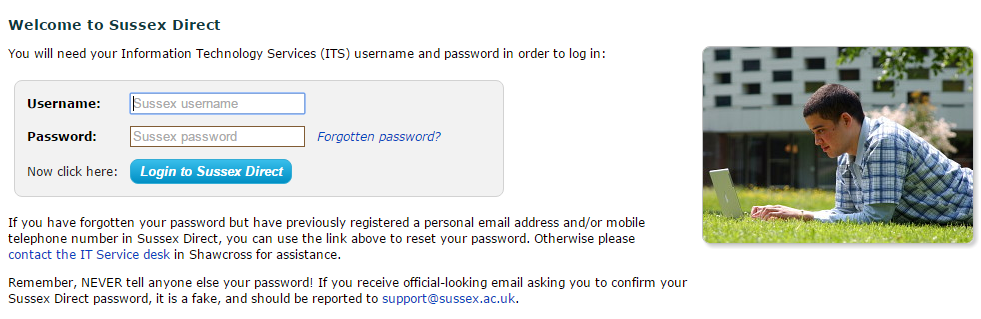 Welcome to Sussex Direct
You will need your Information Technology Services (ITS) username and password in order to log in:
Username: Sussex username
Password: Sussex password Forgotten password?
Now click here: Login to Sussex Direct
If you have forgotten your password but have previously registered a personal email address and/or mobile
telephone number in Sussex Direct, you can use the link above to reset your password. Otherwise please
contact the IT Service desk in Shawcross for assistance.
Remember, NEVER tell anyone else your password! If you receive official-looking email asking you to confirm your
Sussex Direct password, it is a fake, and should be reported to support@sussex.ac.uk.